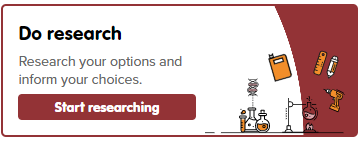 Do research
Research your options and
inform your choices.
Start researching